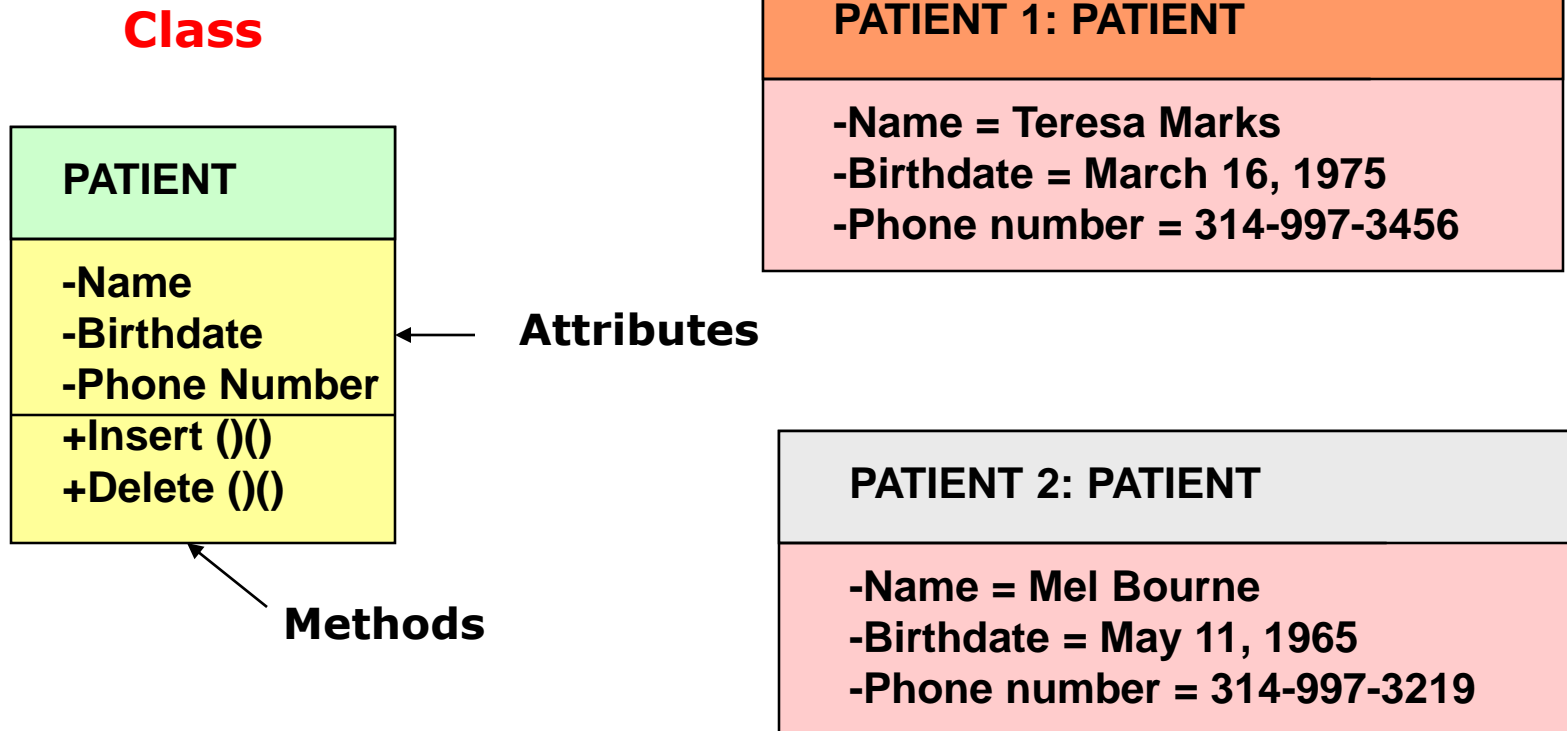 Class
PATIENT
-Name
-Birthdate
-Phone Number
+Insert ()()
+Delete ()()
Attributes
Methods
PATIENT 1: PATIENT
-Name = Teresa Marks
-Birthdate = March 16, 1975
-Phone number = 314-997-3456
PATIENT 2: PATIENT
-Name = Mel Bourne
-Birthdate = May 11, 1965
-Phone number = 314-997-3219